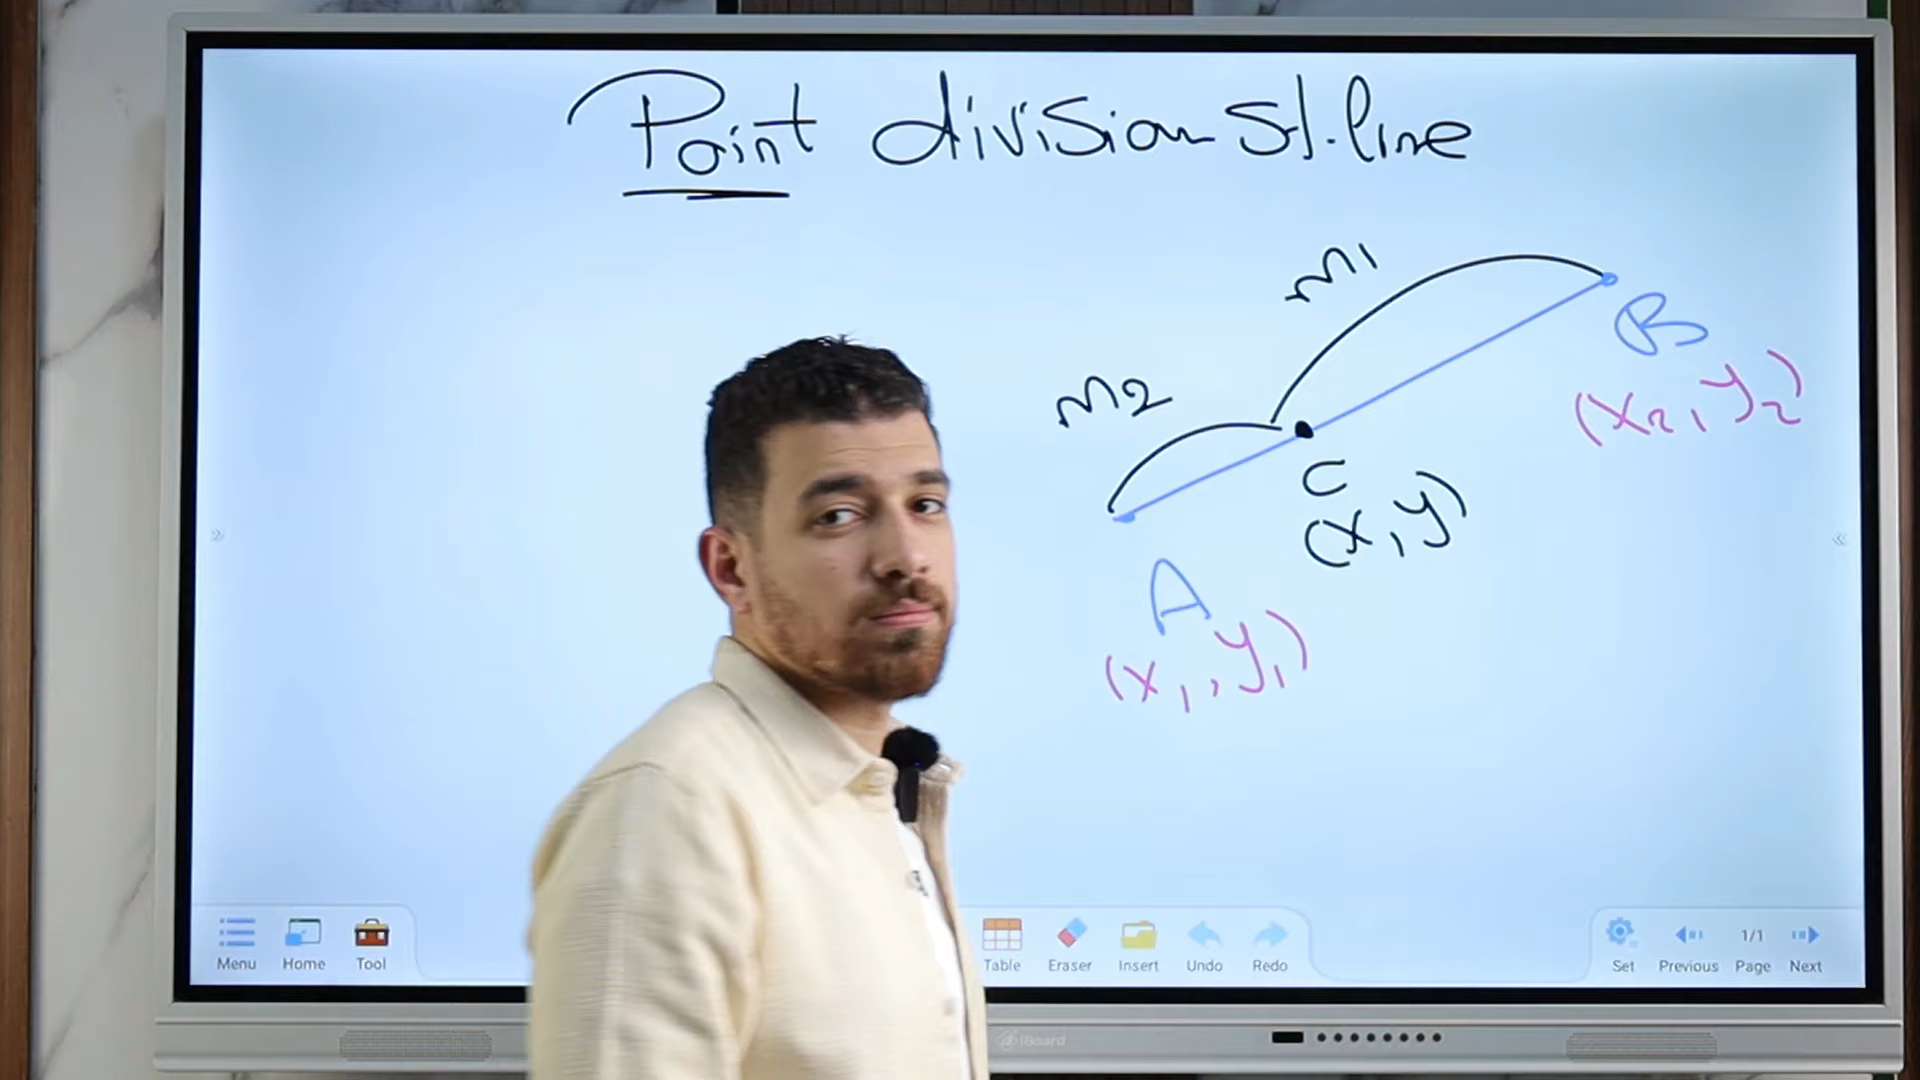 Point division St.line
M1
B
(x2, y2)
M2
C
(x, y)
A
(x1, y1)
Menu Home Tool Table Eraser Insert Undo Redo Set Previous 1/1 Page Next
iBoard